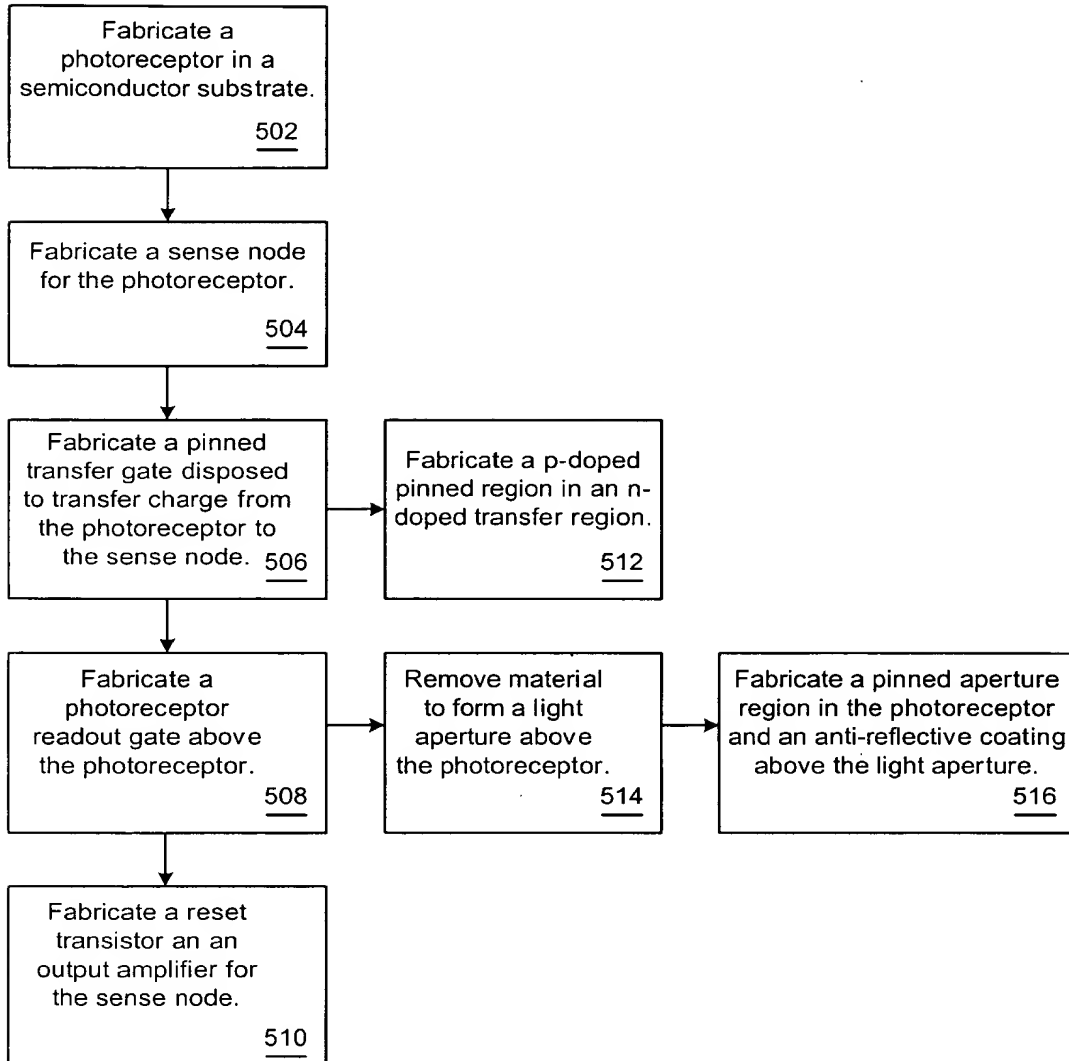 Fabricate a
photoreceptor in a
semiconductor substrate.
502
Fabricate a sense node
for the photoreceptor.
504
Fabricate a pinned
transfer gate disposed
to transfer charge from
the photoreceptor to
the sense node. 506
Fabricate a p-doped
pinned region in an n-
doped transfer region.
512
Fabricate a
photoreceptor
readout gate above
the photoreceptor.
508
Remove material
to form a light
aperture above
the photoreceptor.
514
Fabricate a pinned aperture
region in the photoreceptor
and an anti-reflective coating
above the light aperture.
516
Fabricate a reset
transistor an an
output amplifier for
the sense node.
510